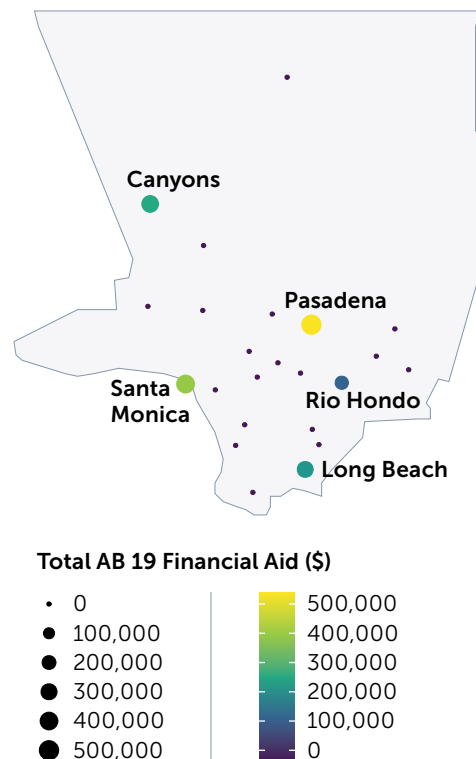 Canyons
Pasadena
Santa
Monica
Rio Hondo
Long Beach
Total AB 19 Financial Aid ($)
0
100,000
200,000
300,000
400,000
500,000
500,000
400,000
300,000
200,000
100,000
0